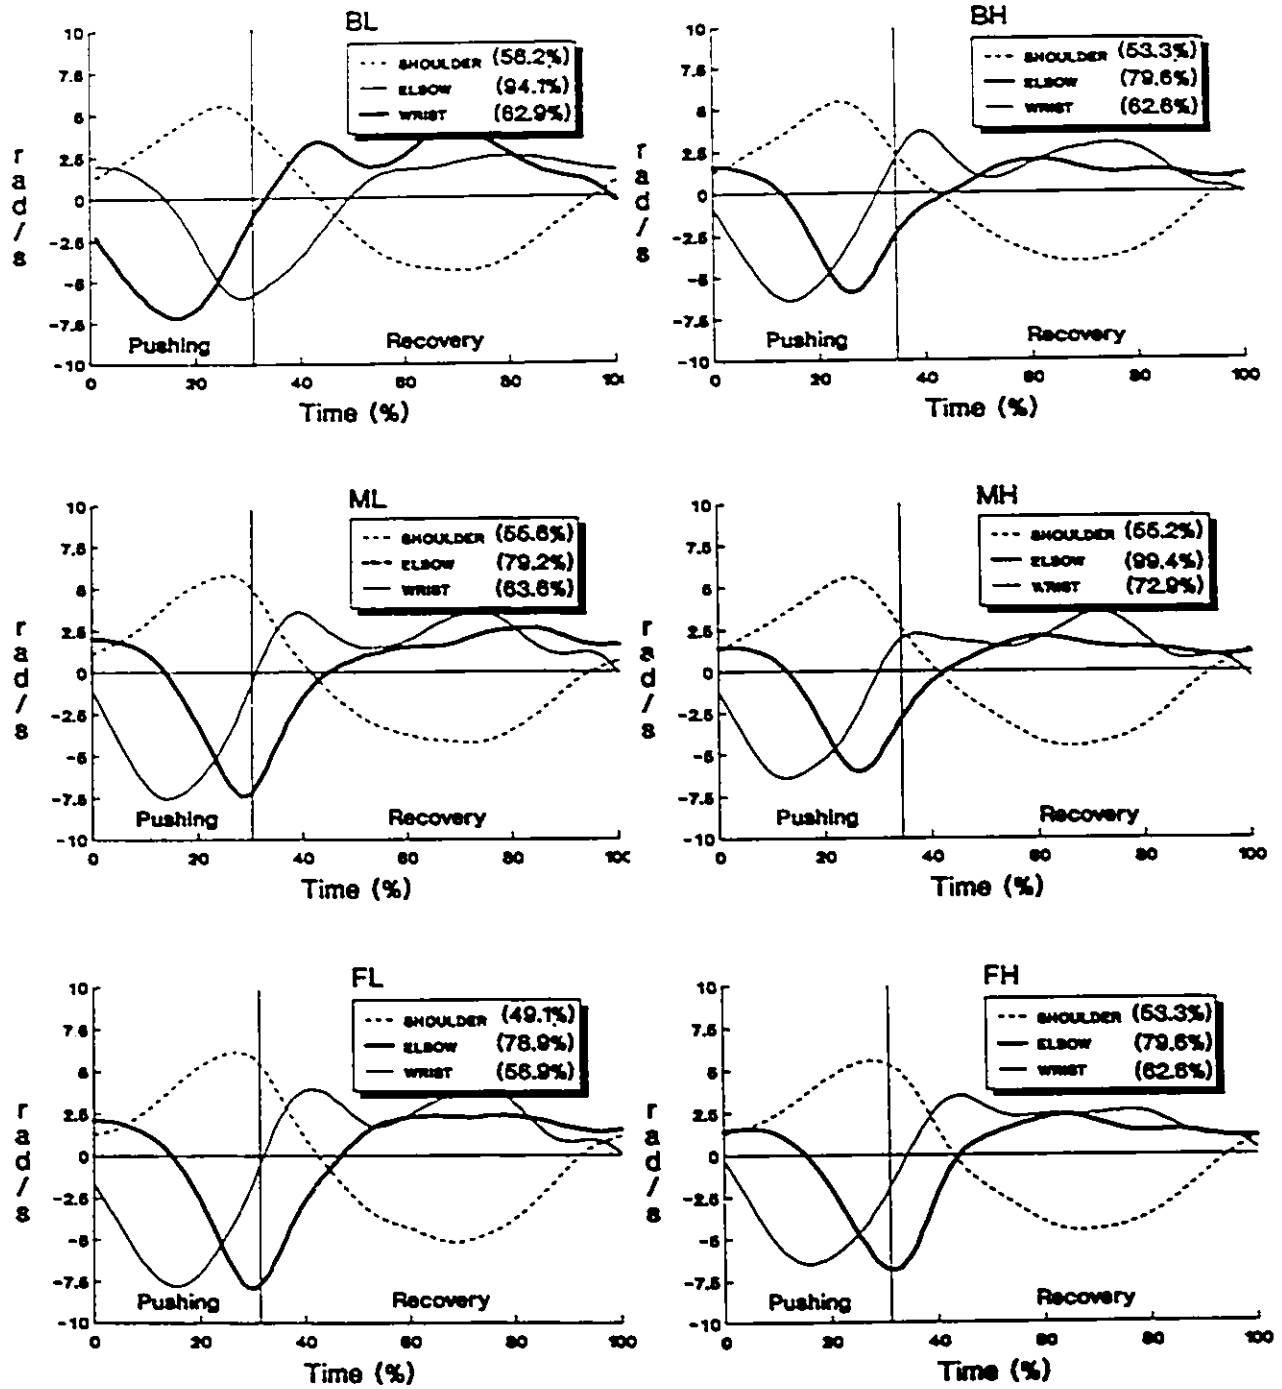 BL
10
7.5
5
2.5
0
-2.5
-5
-7.5
-10
rad/s
SHOULDER (56.2%)
ELBOW (94.1%)
WRIST (62.9%)
Pushing
Recovery
0 20 40 60 80 100
Time (%)
BH
10
7.5
5
2.5
0
-2.5
-5
-7.5
-10
rad/s
SHOULDER (53.3%)
ELBOW (79.6%)
WRIST (62.6%)
Pushing
Recovery
0 20 40 60 80 100
Time (%)
ML
10
7.5
5
2.5
0
-2.5
-5
-7.5
-10
rad/s
SHOULDER (55.6%)
ELBOW (79.2%)
WRIST (63.6%)
Pushing
Recovery
0 20 40 60 80 100
Time (%)
MH
10
7.5
5
2.5
0
-2.5
-5
-7.5
-10
rad/s
SHOULDER (55.2%)
ELBOW (99.4%)
WRIST (72.9%)
Pushing
Recovery
0 20 40 60 80 100
Time (%)
FL
10
7.5
5
2.5
0
-2.5
-5
-7.5
-10
rad/s
SHOULDER (49.1%)
ELBOW (78.9%)
WRIST (56.9%)
Pushing
Recovery
0 20 40 60 80 100
Time (%)
FH
10
7.5
5
2.5
0
-2.5
-5
-7.5
-10
rad/s
SHOULDER (53.3%)
ELBOW (79.6%)
WRIST (62.6%)
Pushing
Recovery
0 20 40 60 80 100
Time (%)